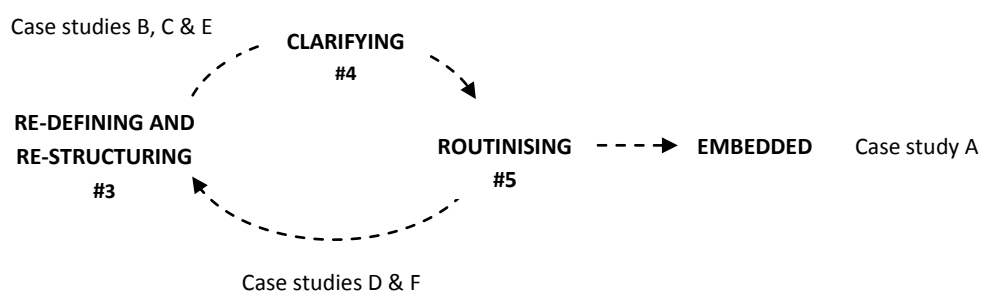 Case studies B, C & E
CLARIFYING
#4
RE-DEFINING AND
RE-STRUCTURING
#3
ROUTINISING
#5
EMBEDDED
Case study A
Case studies D & F